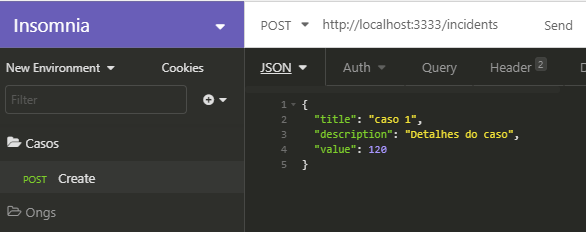 Insomnia
POST http://localhost:3333/incidents Send
New Environment Cookies
JSON Auth Query Header 2
Filter
1 {
2 "title": "caso 1",
3 "description": "Detalhes do caso",
4 "value": 120
5 }
Casos
POST Create
Ongs